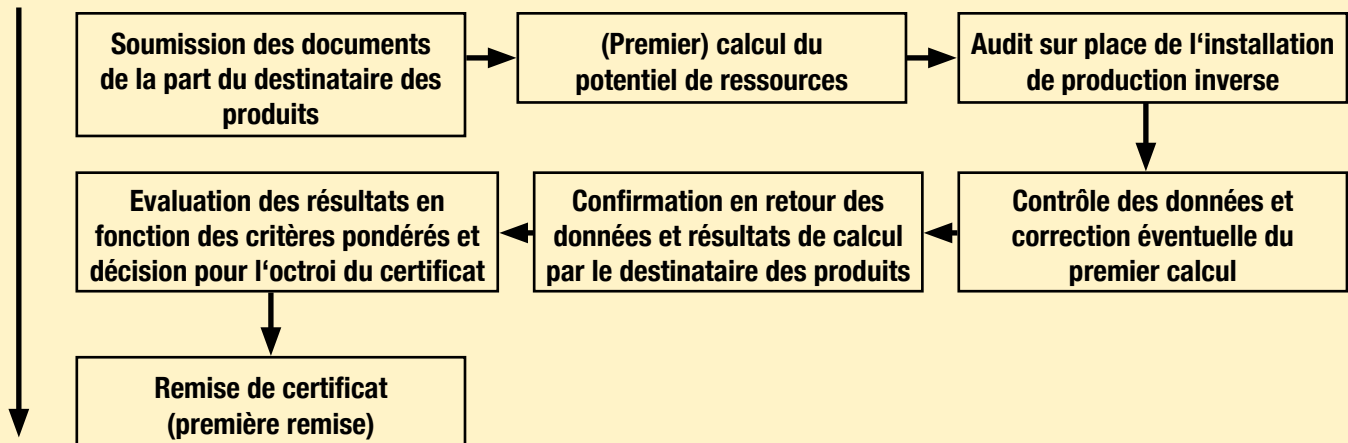 Soumission des documents
de la part du destinataire des
produits
(Premier) calcul du
potentiel de ressources
Audit sur place de l‘installation
de production inverse
Contrôle des données et
correction éventuelle du
premier calcul
Confirmation en retour des
données et résultats de calcul
par le destinataire des produits
Evaluation des résultats en
fonction des critères pondérés et
décision pour l‘octroi du certificat
Remise de certificat
(première remise)